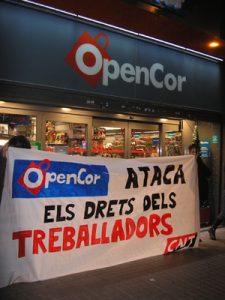 OPENCOR
OPENCOR ATACA
ELS DRETS DELS
TREBALLADORS
CNT